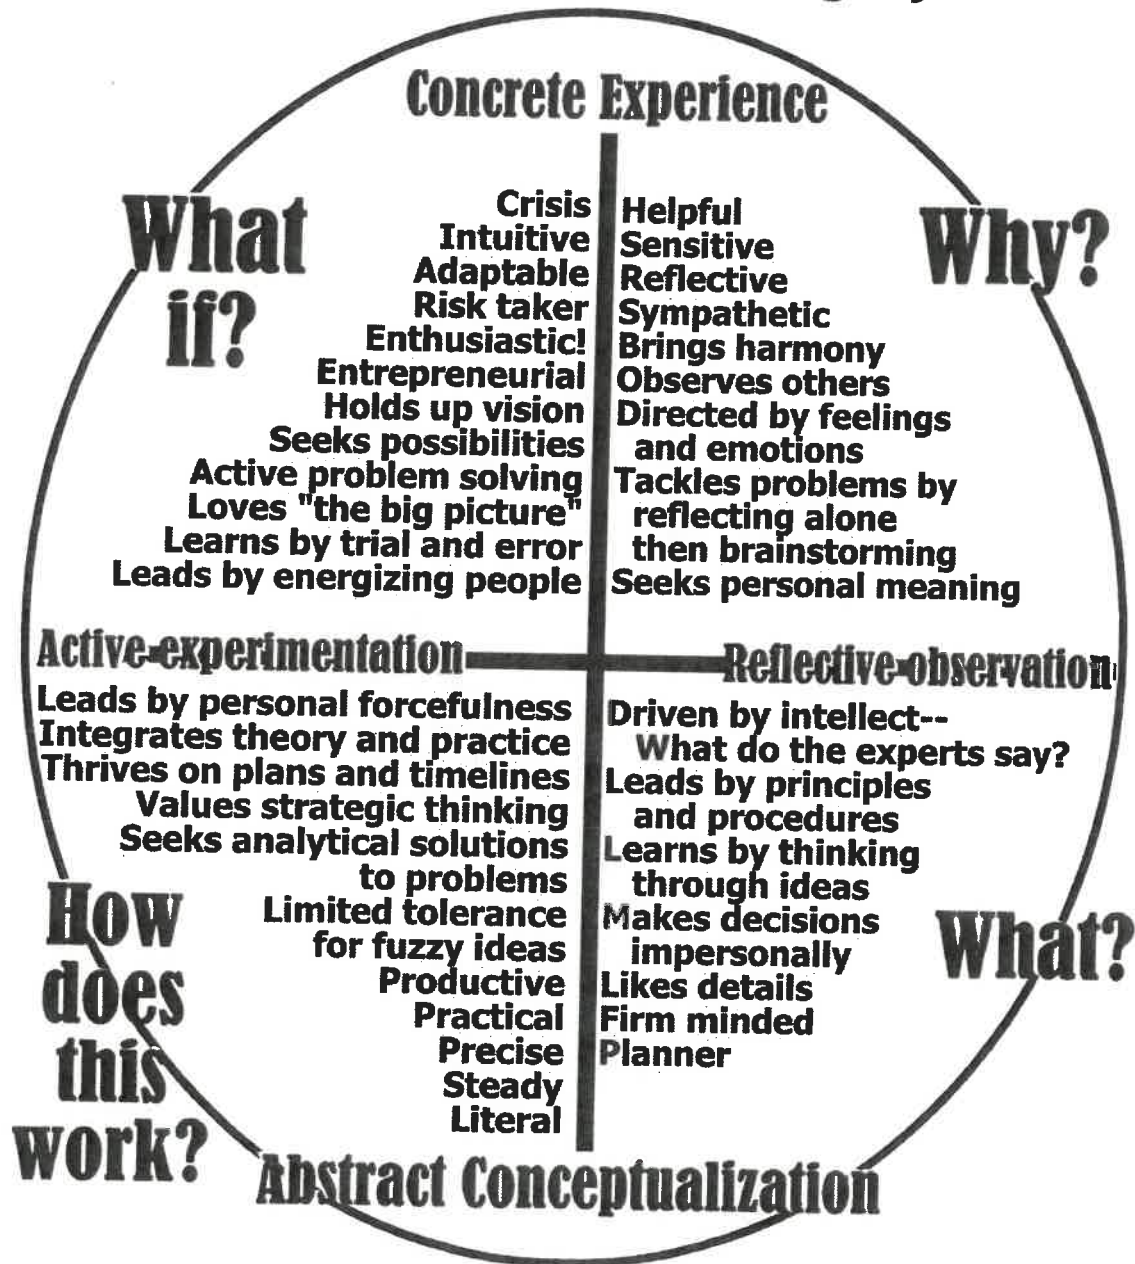 Concrete Experience
What
if?
Crisis
Intuitive
Adaptable
Risk taker
Enthusiastic!
Entrepreneurial
Holds up vision
Seeks possibilities
Active problem solving
Loves "the big picture"
Learns by trial and error
Leads by energizing people
Why?
Helpful
Sensitive
Reflective
Sympathetic
Brings harmony
Observes others
Directed by feelings
and emotions
Tackles problems by
reflecting alone
then brainstorming
Seeks personal meaning
Active-experimentation
Reflective-observation
Leads by personal forcefulness
Integrates theory and practice
Thrives on plans and timelines
Values strategic thinking
Seeks analytical solutions
to problems
Limited tolerance
for fuzzy ideas
Productive
Practical
Precise
Steady
Literal
How
does
this
work?
Driven by intellect--
What do the experts say?
Leads by principles
and procedures
Learns by thinking
through ideas
Makes decisions
impersonally
Likes details
Firm minded
Planner
What?
Abstract Conceptualization